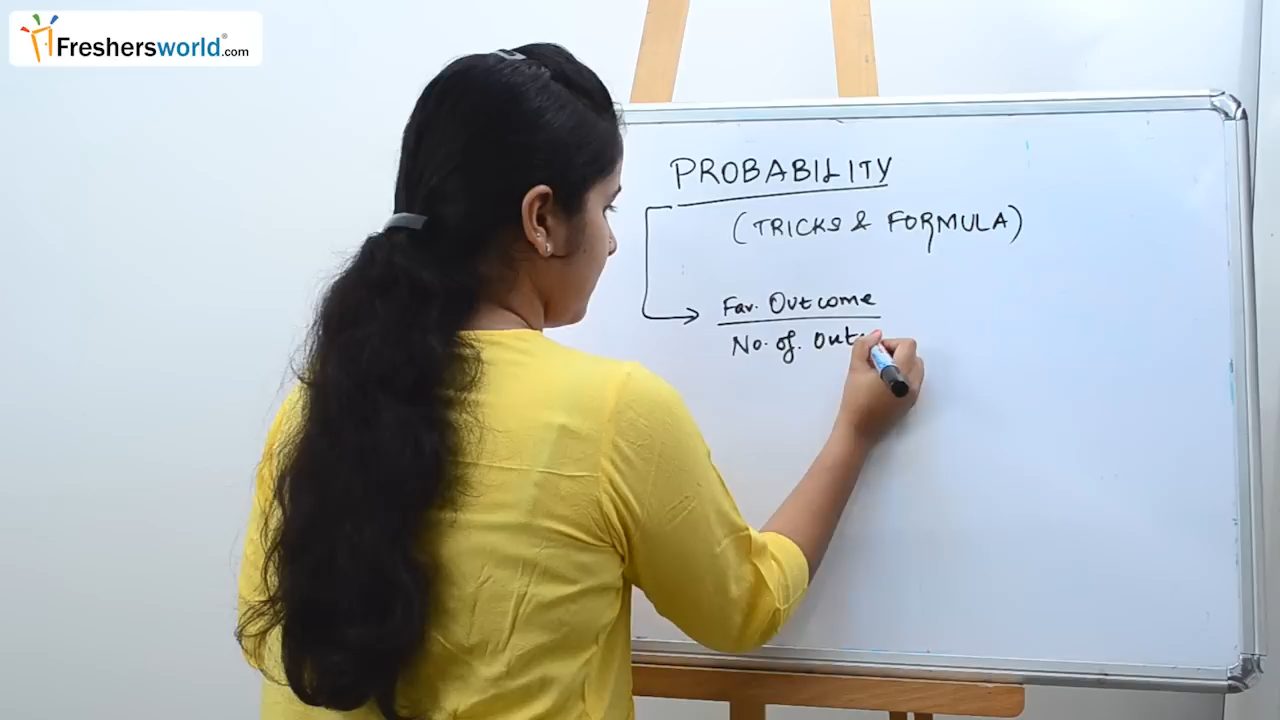 Freshersworld.com
PROBABILITY
(TRICKS & FORMULA)
Fav. Outcome
No. of. Out